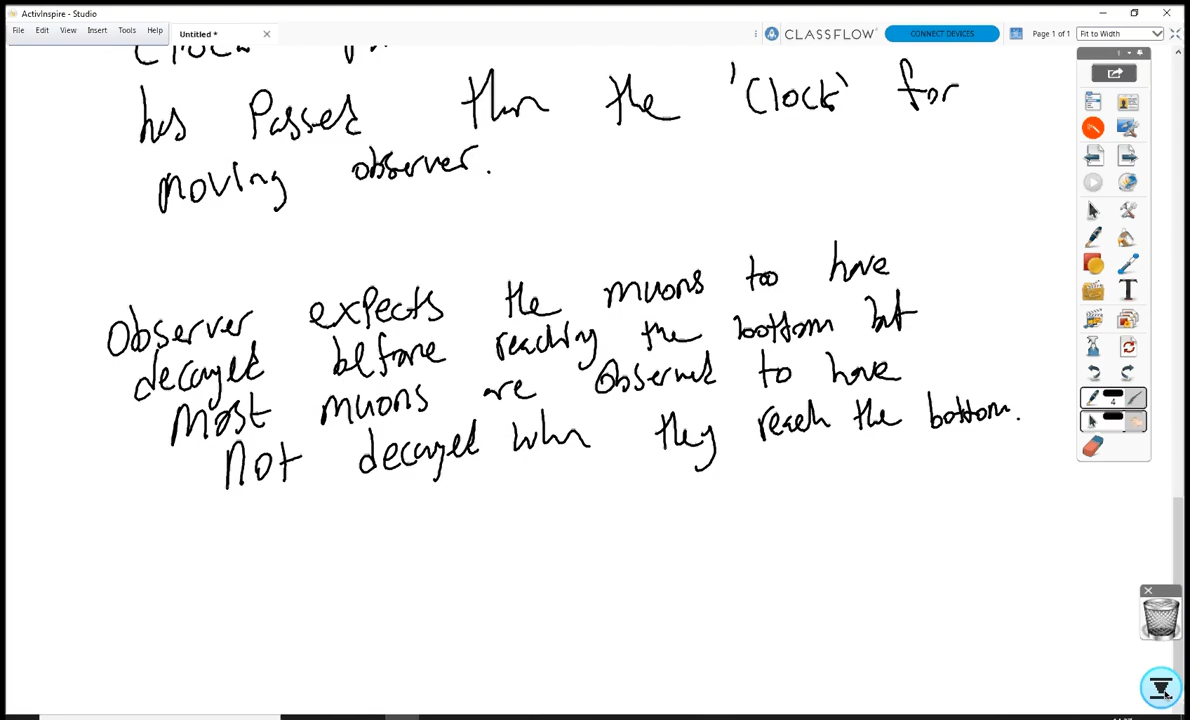 ActivInspire - Studio
File Edit View Insert Tools Help
Untitled *
CLASSFLOW
CONNECT DEVICES
Page 1 of 1
Fit to Width
Clock
has Passed than the 'Clock' for
moving observer.
Observer expects the muons to have
decayed before reaching the bottom but
most muons are observed to have
not decayed when they reach the bottom.
4